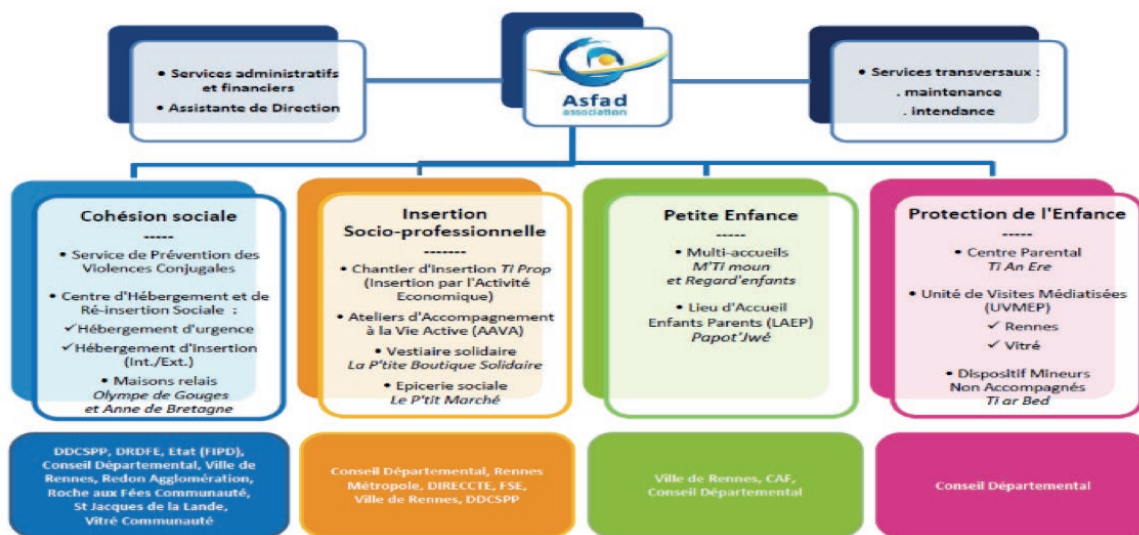 • Services administratifs
et financiers
• Assistante de Direction
Asfad
association
• Services transversaux :
. maintenance
. intendance
Cohésion sociale
-----
• Service de Prévention des
Violences Conjugales
• Centre d'Hébergement et de
Ré-insertion Sociale :
✓Hébergement d'urgence
✓Hébergement d'insertion
(Int./Ext.)
• Maisons relais
Olympe de Gouges
et Anne de Bretagne
Insertion
Socio-professionnelle
-------
• Chantier d'Insertion Ti Prop
(Insertion par l'Activité
Economique)
• Ateliers d'Accompagnement
à la Vie Active (AAVA)
• Vestiaire solidaire
La P'tite Boutique Solidaire
• Epicerie sociale
Le P'tit Marché
Petite Enfance
-----
• Multi-accueils
M'Ti moun
et Regard'enfants
• Lieu d'Accueil
Enfants Parents (LAEP)
Papot'Jwé
Protection de l'Enfance
-----
• Centre Parental
Ti An Ere
• Unité de Visites Médiatisées
(UVMEP)
✓ Rennes
✓ Vitré
• Dispositif Mineurs
Non Accompagnés
Ti ar Bed
DDCSPP, DRDFE, Etat (FIPD),
Conseil Départemental, Ville de
Rennes, Redon Agglomération,
Roche aux Fées Communauté,
St Jacques de la Lande,
Vitré Communauté
Conseil Départemental, Rennes
Métropole, DIRECCTE, FSE,
Ville de Rennes, DDCSPP
Ville de Rennes, CAF,
Conseil Départemental
Conseil Départemental